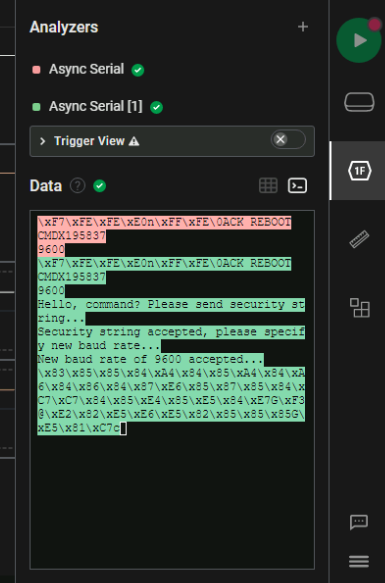 Analyzers
Async Serial
Async Serial [1]
Trigger View
Data
\xF7\xFE\xFE\xE0n\xFF\xFE\0ACK REBOOT
CMDX195837
9600
\xF7\xFE\xFE\xE0n\xFF\xFE\0ACK REBOOT
CMDX195837
9600
Hello, command? Please send security st
ring...
Security string accepted, please specif
y new baud rate...
New baud rate of 9600 accepted...
\x83\x85\x85\x84\xA4\x84\x85\xA4\x84\xA
6\x84\x86\x84\x87\xE6\x85\x87\x85\x84\x
C7\xC7\x84\x85\xE4\x85\xE5\x84\xE7G\xF3
@\xE2\x82\xE5\xE6\xE5\x82\x85\x85G\
\xE5\x81\xC7c
1F